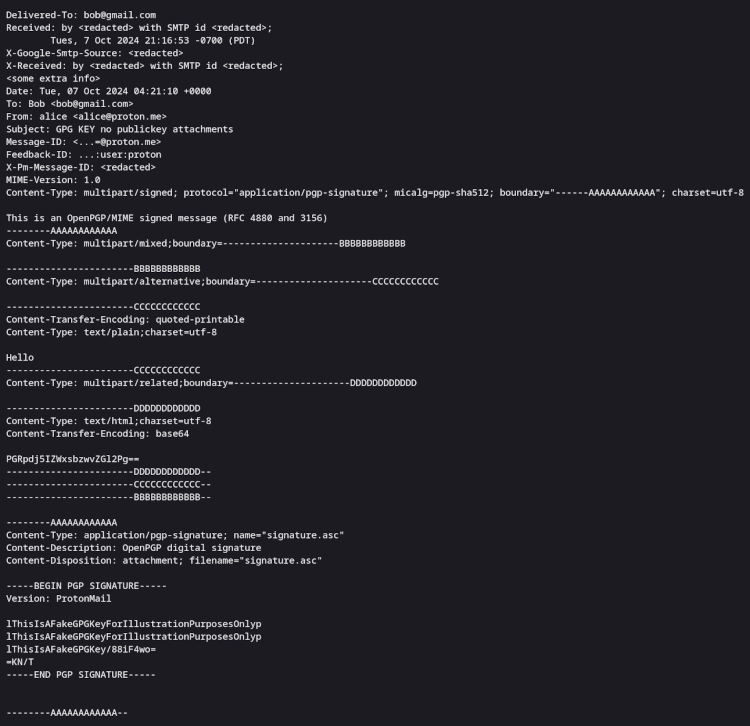 Delivered-To: bob@gmail.com
Received: by <redacted> with SMTP id <redacted>;
        Tues, 7 Oct 2024 21:16:53 -0700 (PDT)
X-Google-Smtp-Source: <redacted>
X-Received: by <redacted> with SMTP id <redacted>;
<some extra info>
Date: Tue, 07 Oct 2024 04:21:10 +0000
To: Bob <bob@gmail.com>
From: alice <alice@proton.me>
Subject: GPG KEY no publickey attachments
Message-ID: <...=@proton.me>
Feedback-ID: ...:user:proton
X-Pm-Message-ID: <redacted>
MIME-Version: 1.0
Content-Type: multipart/signed; protocol="application/pgp-signature"; micalg=pgp-sha512; boundary="------AAAAAAAAAAAA"; charset=utf-8

This is an OpenPGP/MIME signed message (RFC 4880 and 3156)
--------AAAAAAAAAAAA
Content-Type: multipart/mixed;boundary=---------------------BBBBBBBBBBBB

-----------------------BBBBBBBBBBBB
Content-Type: multipart/alternative;boundary=---------------------CCCCCCCCCCCC

-----------------------CCCCCCCCCCCC
Content-Transfer-Encoding: quoted-printable
Content-Type: text/plain;charset=utf-8

Hello
-----------------------CCCCCCCCCCCC
Content-Type: multipart/related;boundary=---------------------DDDDDDDDDDDD

-----------------------DDDDDDDDDDDD
Content-Type: text/html;charset=utf-8
Content-Transfer-Encoding: base64

PGRpdj5IZWxsbzwvZGl2Pg==
-----------------------DDDDDDDDDDDD--
-----------------------CCCCCCCCCCCC--
-----------------------BBBBBBBBBBBB--

--------AAAAAAAAAAAA
Content-Type: application/pgp-signature; name="signature.asc"
Content-Description: OpenPGP digital signature
Content-Disposition: attachment; filename="signature.asc"

-----BEGIN PGP SIGNATURE-----
Version: ProtonMail

lThisIsAFakeGPGKeyForIllustrationPurposesOnlyp
lThisIsAFakeGPGKeyForIllustrationPurposesOnlyp
lThisIsAFakeGPGKey/88iF4wo=
=KN/T
-----END PGP SIGNATURE-----


--------AAAAAAAAAAAA--